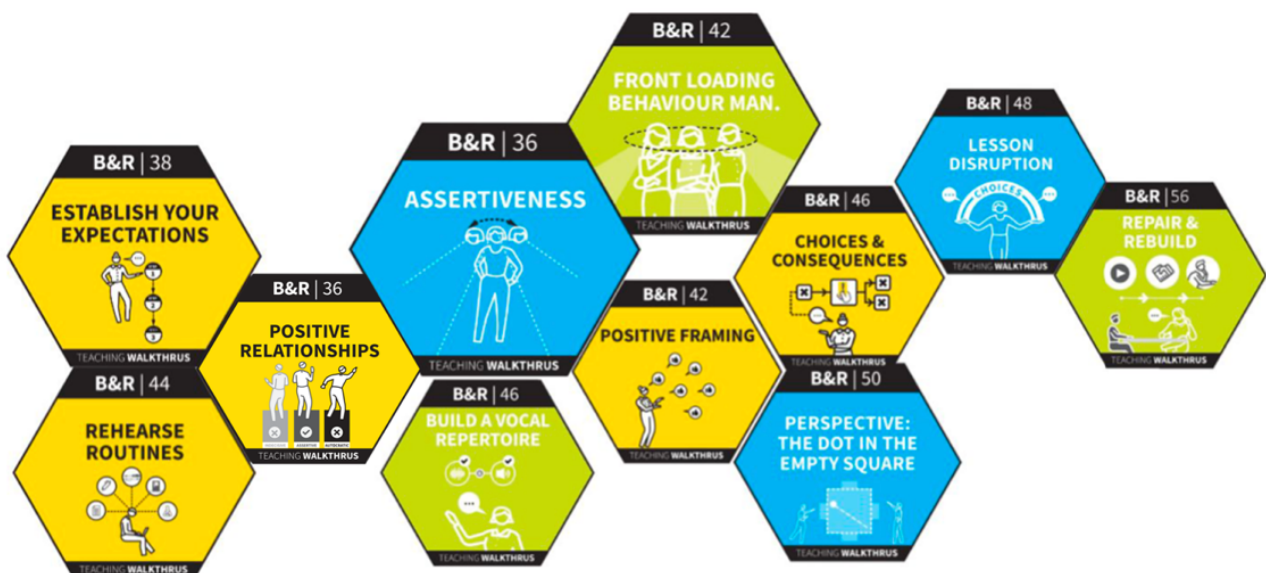 B&R | 38
ESTABLISH YOUR
EXPECTATIONS
TEACHING WALKTHRUS
B&R | 44
REHEARSE
ROUTINES
TEACHING WALKTHRUS
B&R | 36
POSITIVE
RELATIONSHIPS
ASSERTIVE
AUTOCRATIC
TEACHING WALKTHRUS
B&R | 36
ASSERTIVENESS
TEACHING WALKTHRUS
B&R | 46
BUILD A VOCAL
REPERTOIRE
TEACHING WALKTHRUS
B&R | 42
FRONT LOADING
BEHAVIOUR MAN.
TEACHING WALKTHRUS
B&R | 42
POSITIVE FRAMING
TEACHING WALKTHRUS
B&R | 46
CHOICES &
CONSEQUENCES
TEACHING WALKTHRUS
B&R | 50
PERSPECTIVE:
THE DOT IN THE
EMPTY SQUARE
TEACHING WALKTHRUS
B&R | 48
LESSON
DISRUPTION
CHOICES
TEACHING WALKTHRUS
B&R | 56
REPAIR &
REBUILD
TEACHING WALKTHRUS